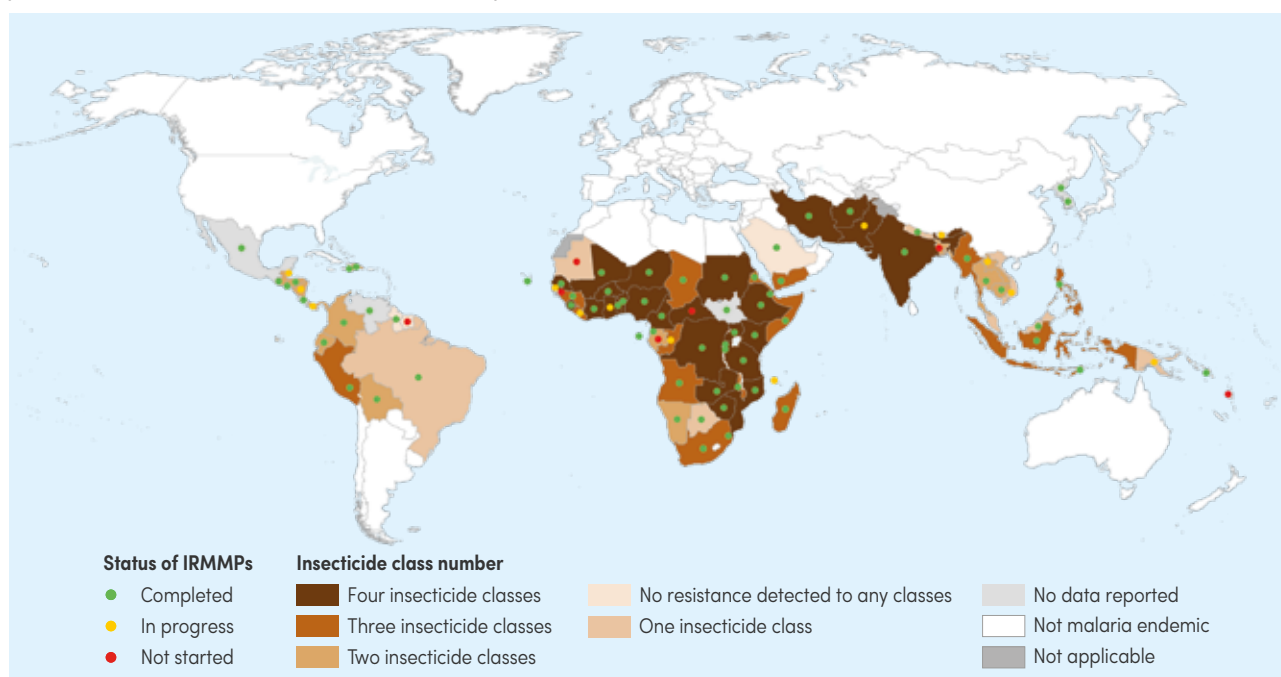 Status of IRMMPs
Completed
In progress
Not started
Insecticide class number
Four insecticide classes
Three insecticide classes
Two insecticide classes
No resistance detected to any classes
One insecticide class
No data reported
Not malaria endemic
Not applicable